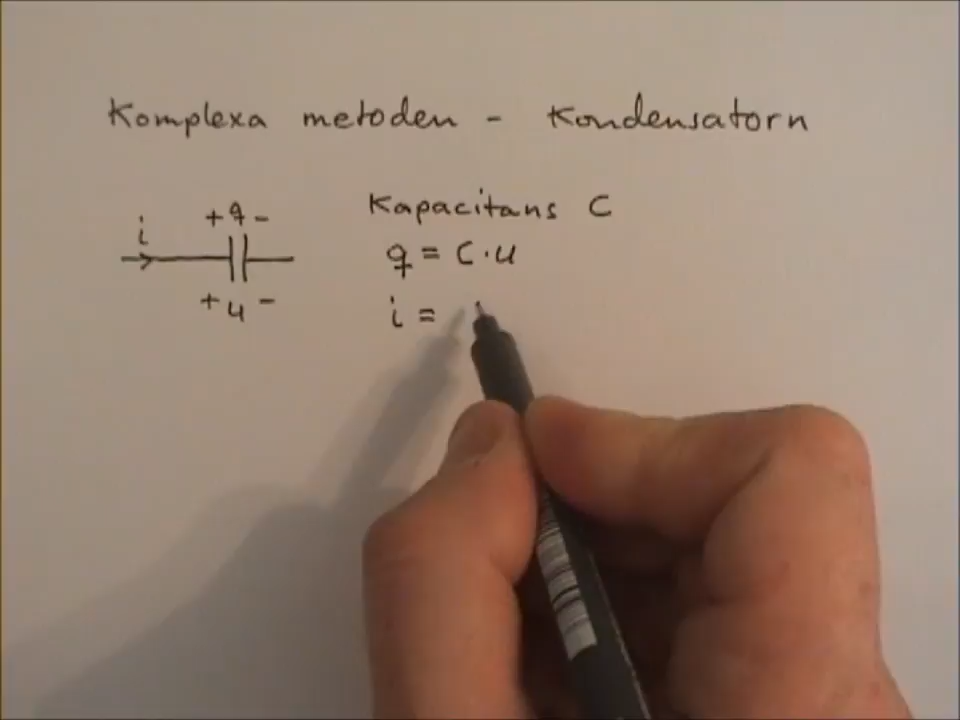 Komplexa metoden - Kondensatorn
i
+ q -
+ u -
Kapacitans C
q = C · u
i =